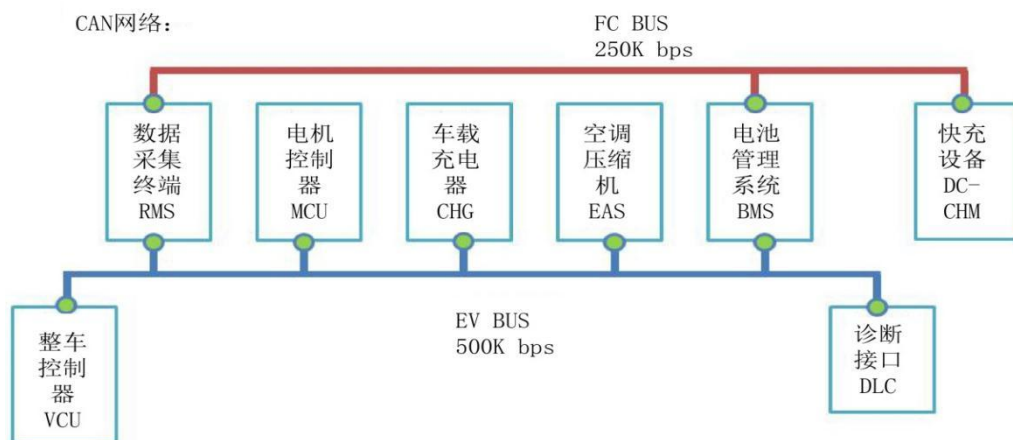 CAN网络:
FC BUS
250K bps
数据
采集
终端
RMS
电机
控制
器
MCU
车载
充电
器
CHG
空调
压缩
机
EAS
电池
管理
系统
BMS
快充
设备
DC-
CHM
整车
控制
器
VCU
EV BUS
500K bps
诊断
接口
DLC